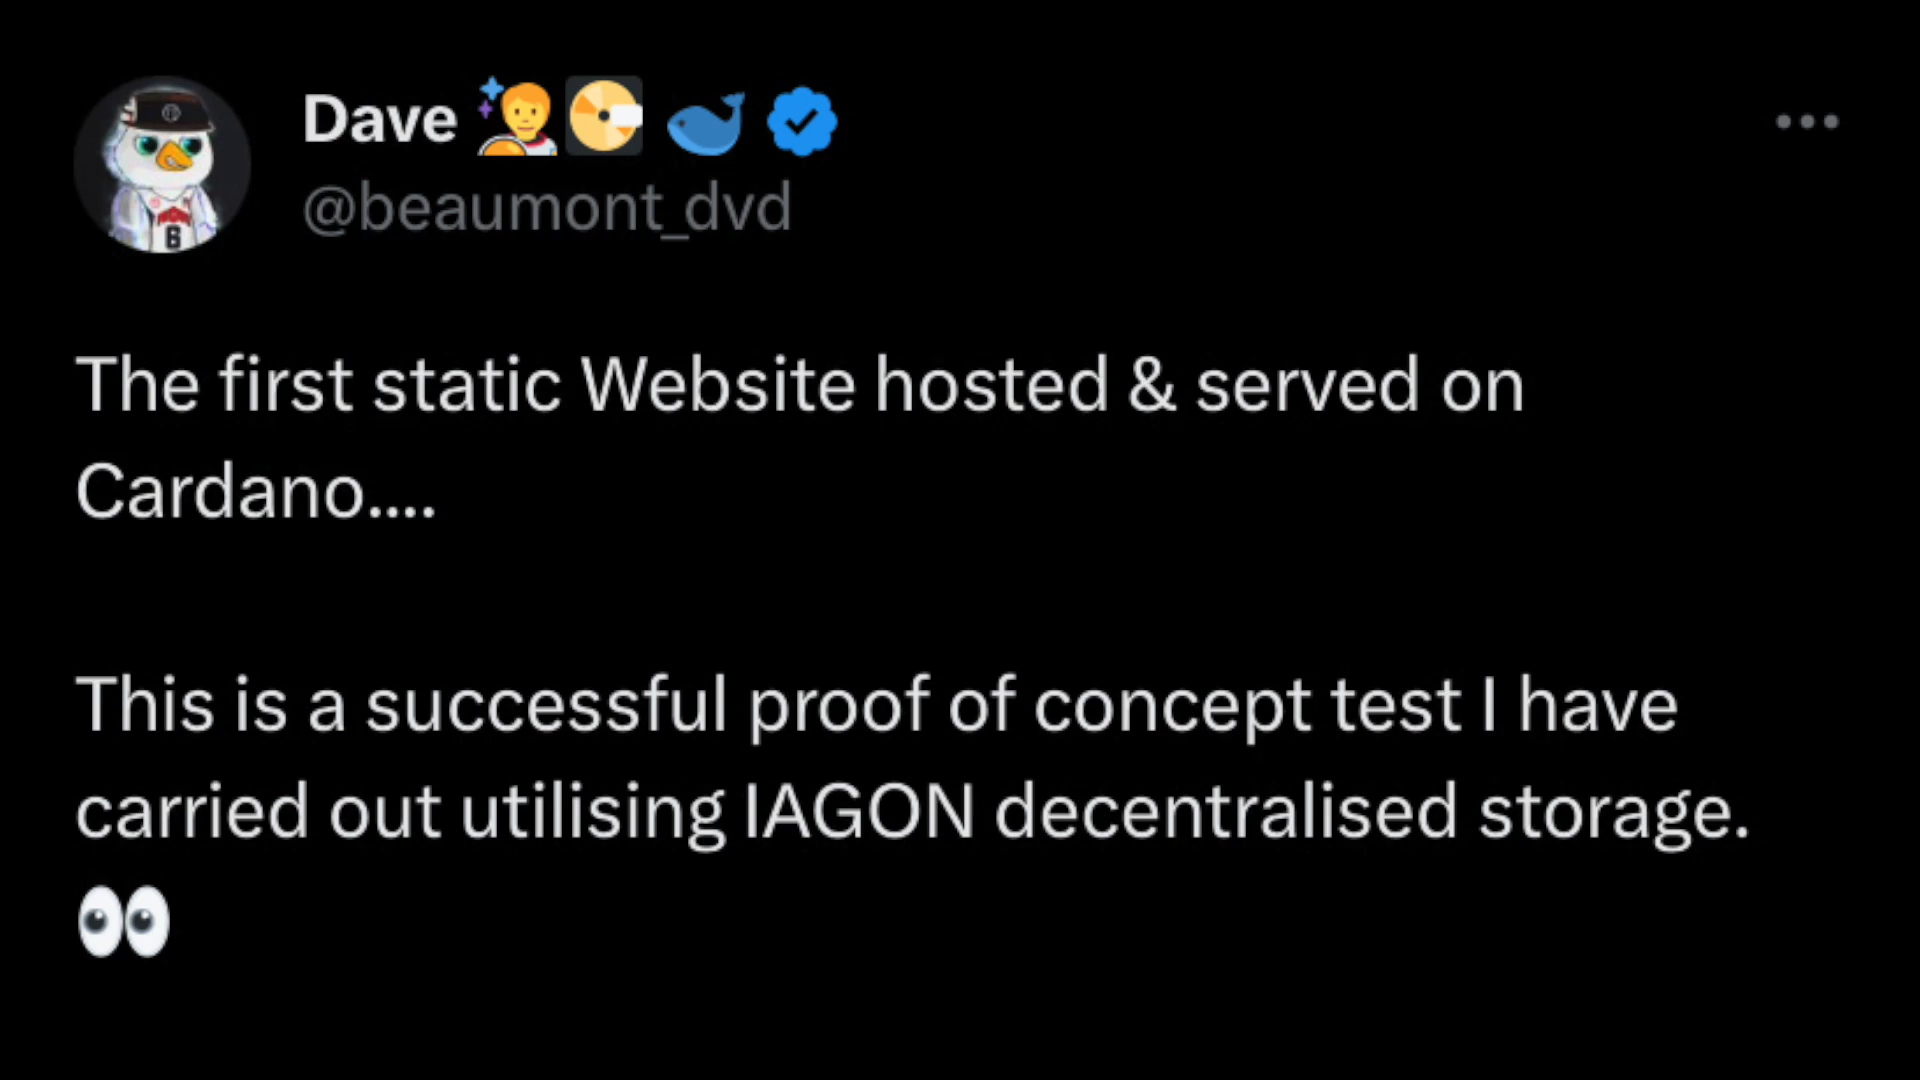 Dave
@beaumont_dvd
The first static Website hosted & served on
Cardano....
This is a successful proof of concept test I have
carried out utilising IAGON decentralised storage.
6